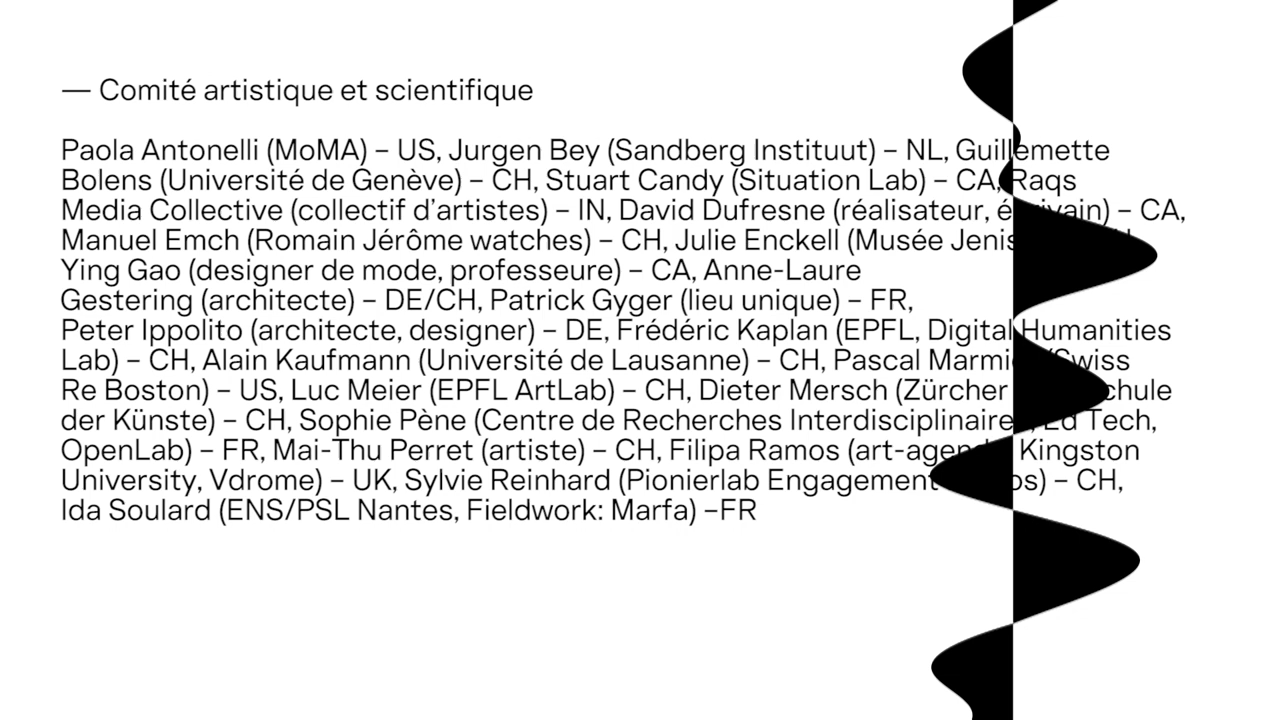 — Comité artistique et scientifique
Paola Antonelli (MoMA) – US, Jurgen Bey (Sandberg Instituut) – NL, Guillemette
Bolens (Université de Genève) – CH, Stuart Candy (Situation Lab) – CA, Raqs
Media Collective (collectif d’artistes) – IN, David Dufresne (réalisateur, – CA,
Manuel Emch (Romain Jérôme watches) – CH, Julie Enckell (Musée
Ying Gao (designer de mode, professeure) – CA, Anne-Laure
Gestering (architecte) – DE/CH, Patrick Gyger (lieu unique) – FR,
Peter Ippolito (architecte, designer) – DE, Frédéric Kaplan (EPFL, Digital Humanities
Lab) – CH, Alain Kaufmann (Université de Lausanne) – CH, Pascal (Swiss
Re Boston) – US, Luc Meier (EPFL ArtLab) – CH, Dieter Mersch (Zürcher
der Künste) – CH, Sophie Pène (Centre de Recherches Interdisciplinaires, Ed Tech,
OpenLab) – FR, Mai-Thu Perret (artiste) – CH, Filipa Ramos Kingston
University, Vdrome) – UK, Sylvie Reinhard (Pionierlab Engagement – CH,
Ida Soulard (ENS/PSL Nantes, Fieldwork: Marfa) –FR